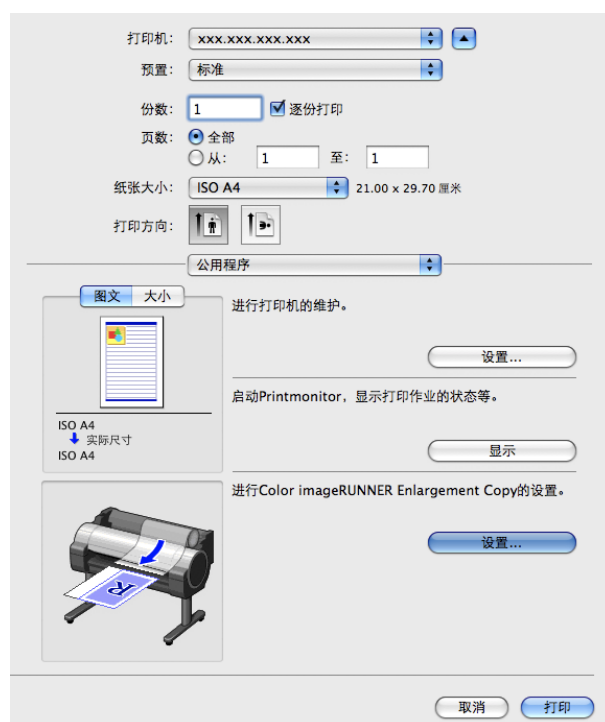 打印机: xxx.xxx.xxx.xxx
预置: 标准
份数: 1 逐份打印
页数: 全部
从: 1 至: 1
纸张大小: ISO A4 21.00 x 29.70 厘米
打印方向:
公用程序
图文 大小
进行打印机的维护。
设置...
启动Printmonitor，显示打印作业的状态等。
显示
ISO A4
实际尺寸
ISO A4
进行Color imageRUNNER Enlargement Copy的设置。
设置...
R
取消 打印